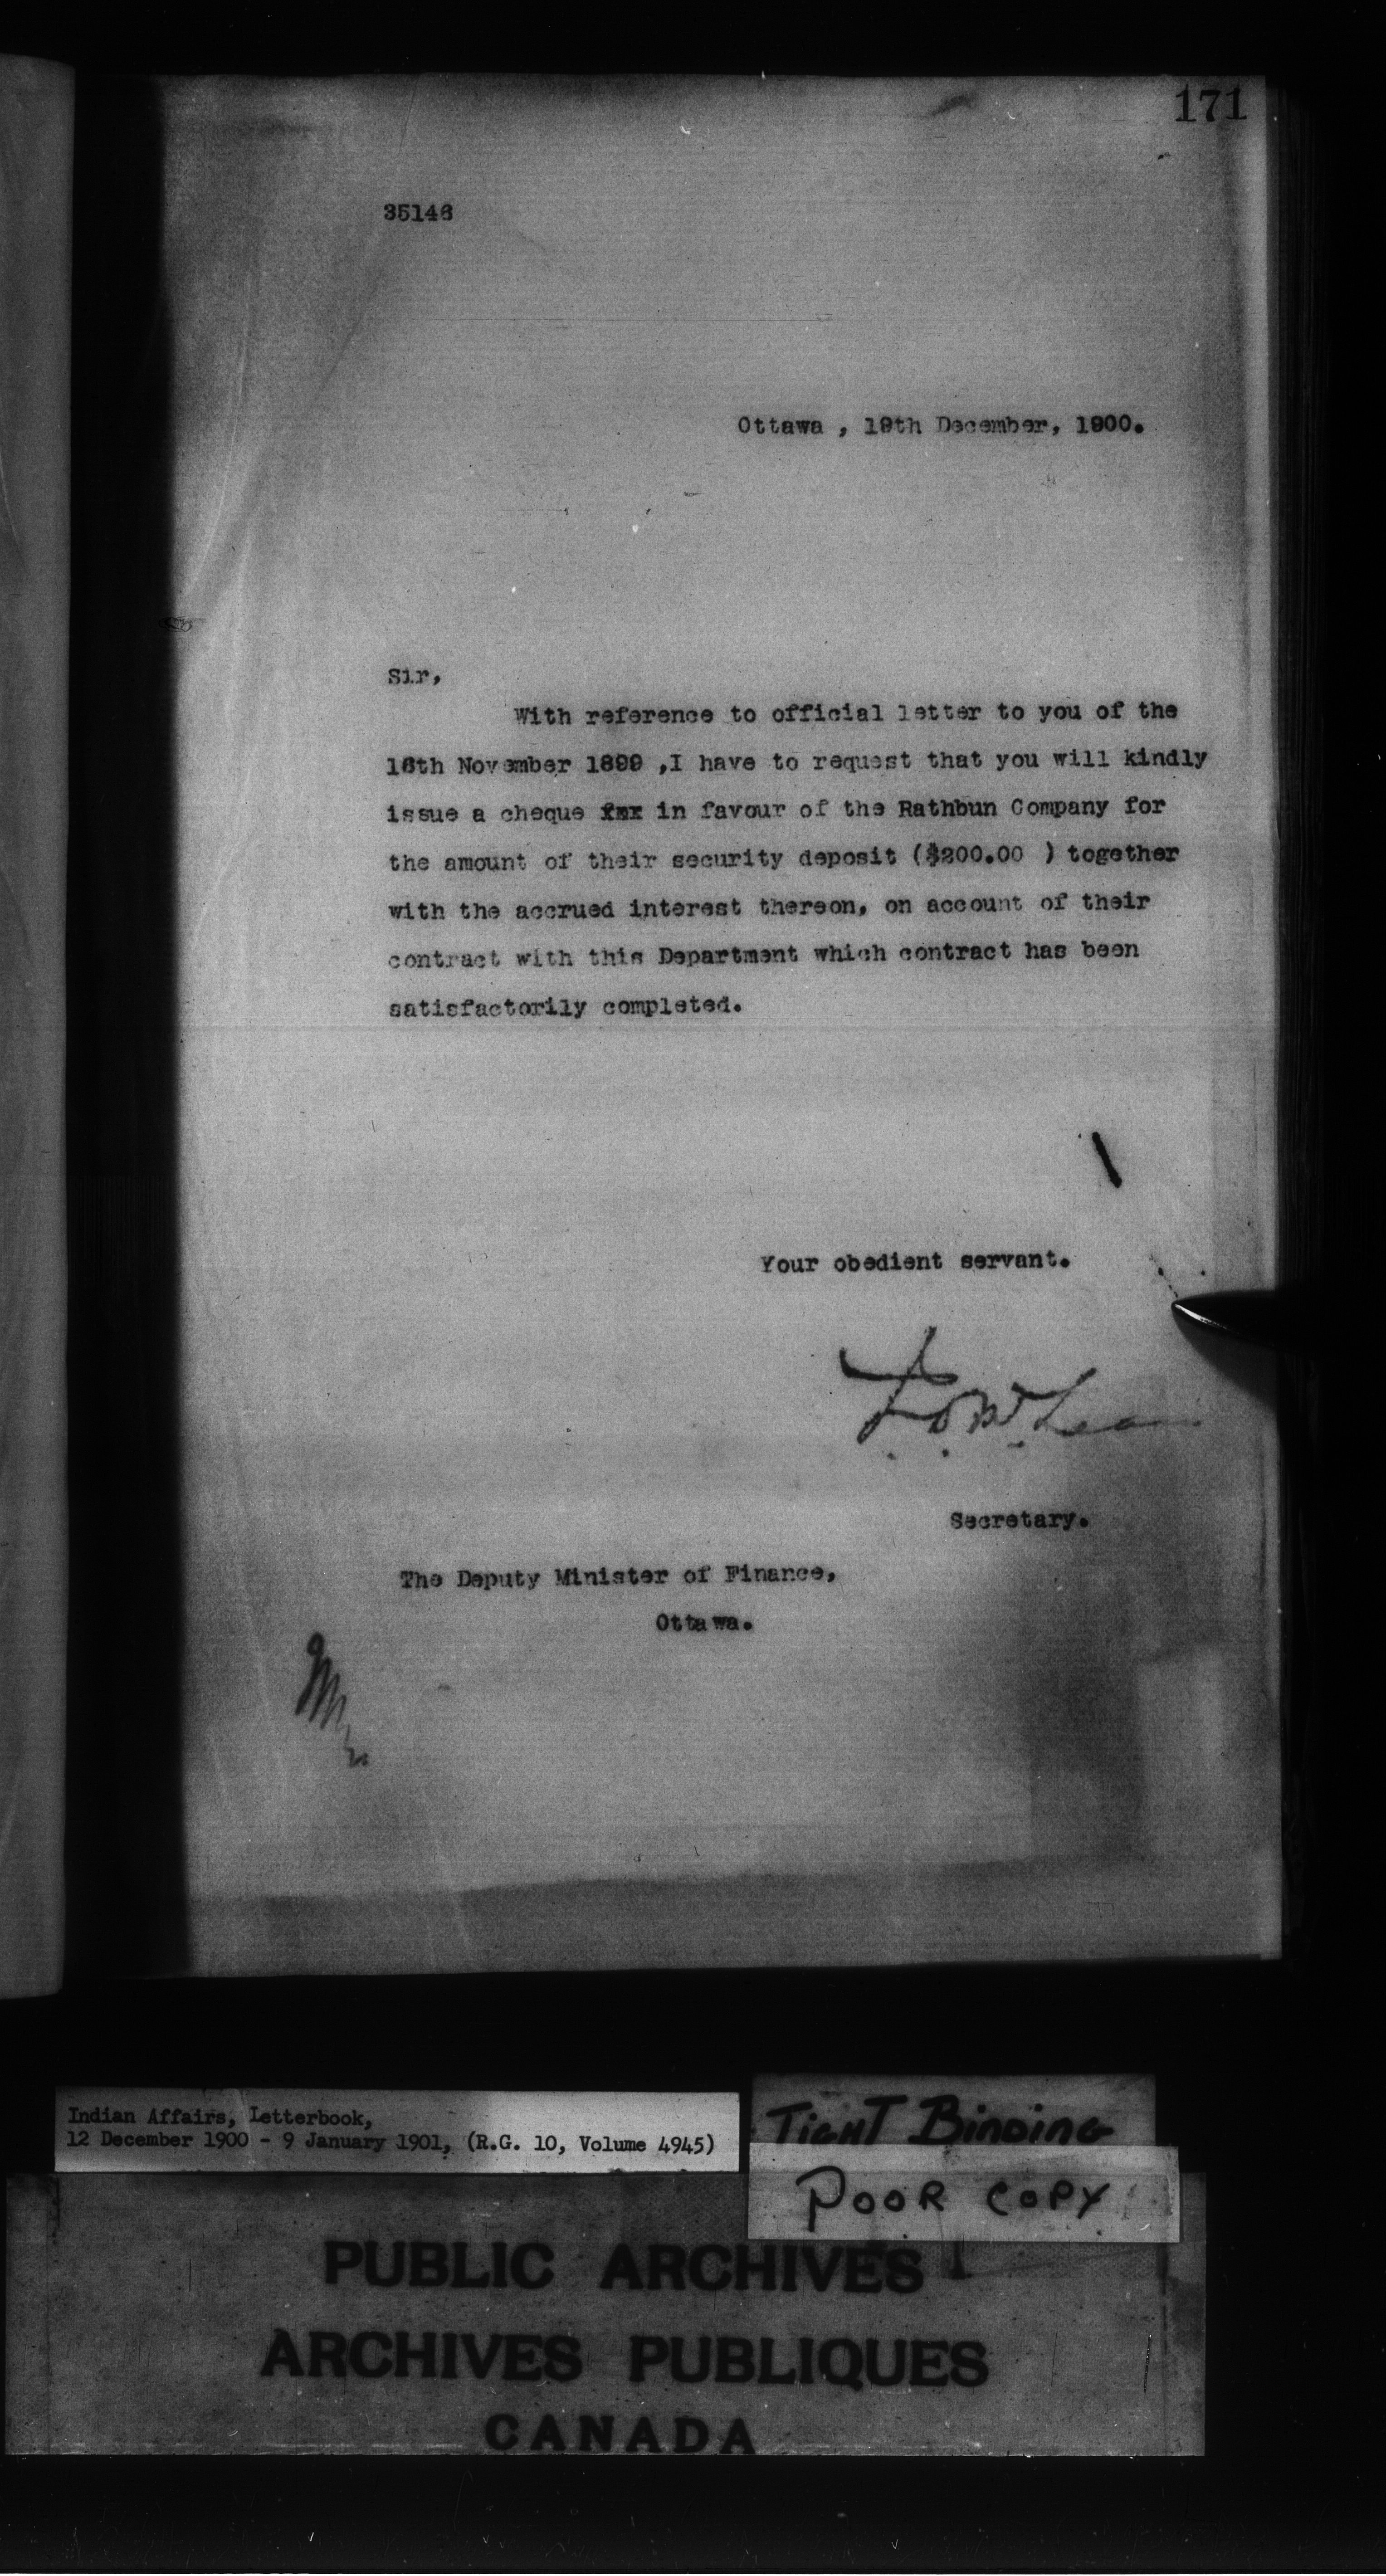 171
35146
Ottawa , 19th December, 1900.
Sir,
With reference to official letter to you of the
16th November 1899 ,I have to request that you will kindly
issue a cheque fxx in favour of the Rathbun Company for
the amount of their security deposit ($200.00 ) together
with the accrued interest thereon, on account of their
contract with this Department which contract has been
satisfactorily completed.
Your obedient servant.
Secretary.
The Deputy Minister of Finance,
Ottawa.
Indian Affairs, Letterbook,
12 December 1900 - 9 January 1901, (R.G. 10, Volume 4945)
TIGHT BINDING
POOR COPY
PUBLIC ARCHIVES
ARCHIVES PUBLIQUES
CANADA